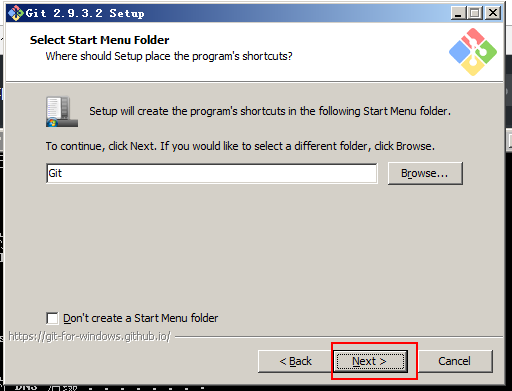 Git 2.9.3.2 Setup
Select Start Menu Folder
Where should Setup place the program's shortcuts?
Setup will create the program's shortcuts in the following Start Menu folder.
To continue, click Next. If you would like to select a different folder, click Browse.
Git
Browse...
Don't create a Start Menu folder
https://git-for-windows.github.io/
< Back
Next >
Cancel